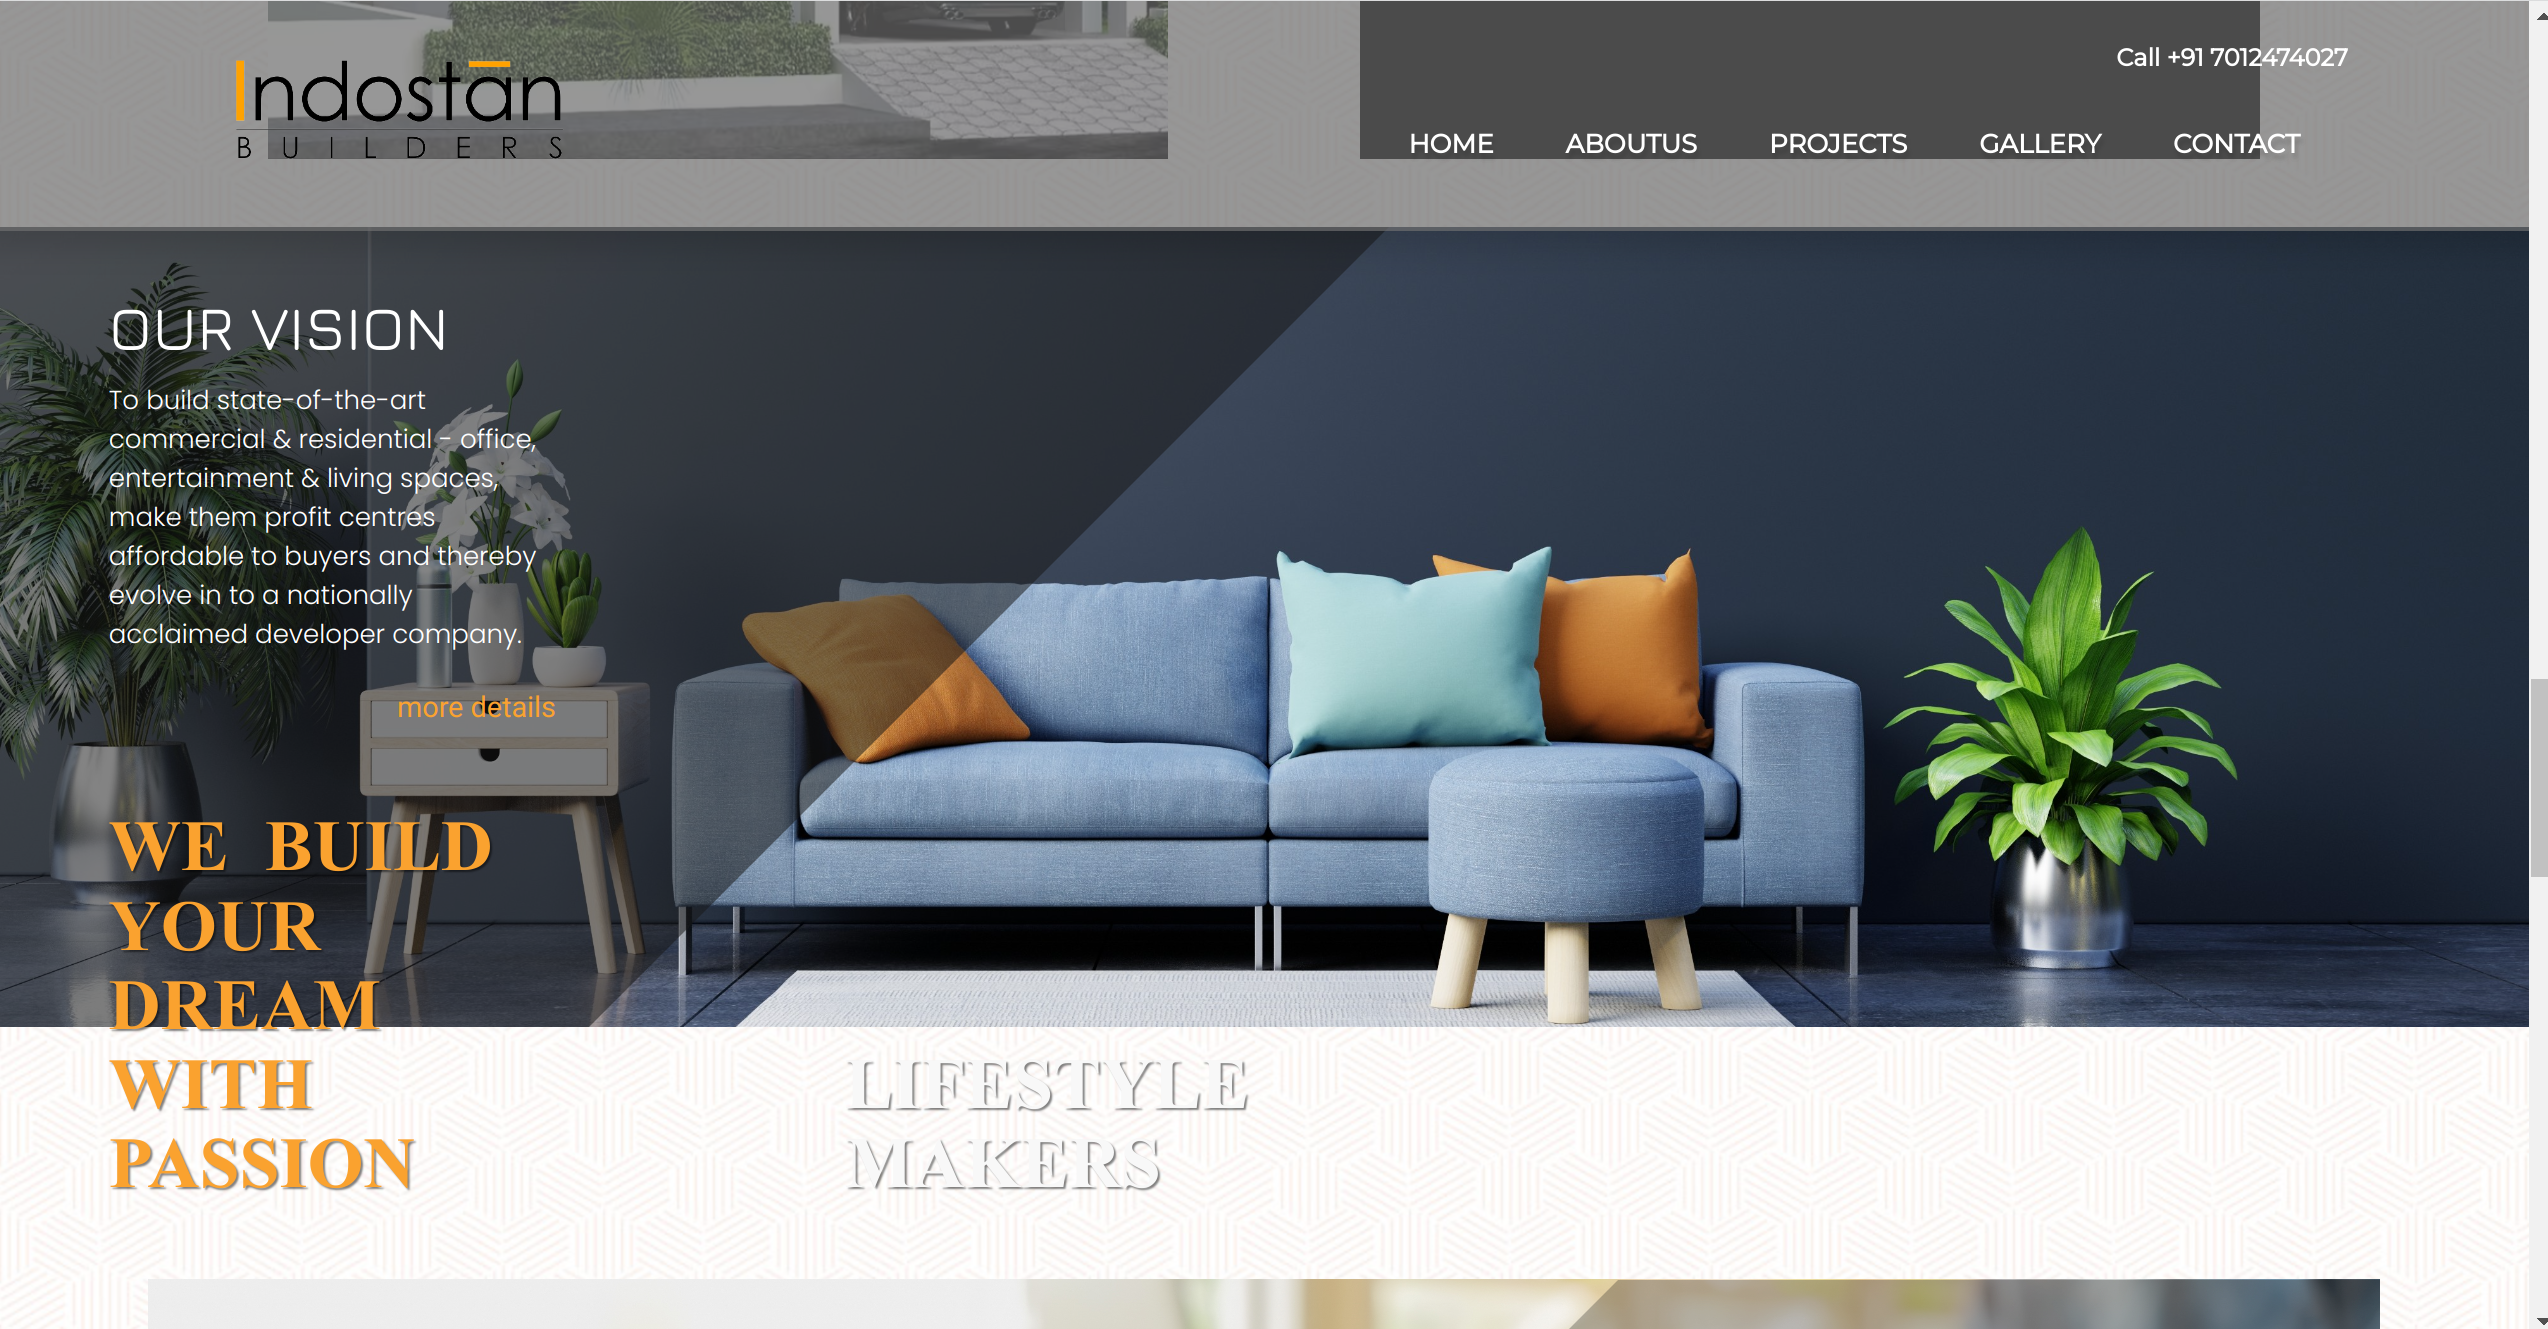 Indostan
BUILDERS
Call +91 7012474027
HOME ABOUTUS PROJECTS GALLERY CONTACT
OUR VISION
To build state-of-the-art
commercial & residential - office,
entertainment & living spaces,
make them profit centres
affordable to buyers and thereby
evolve in to a nationally
acclaimed developer company.
more details
WE BUILD
YOUR
DREAM
WITH
PASSION
LIFESTYLE
MAKERS